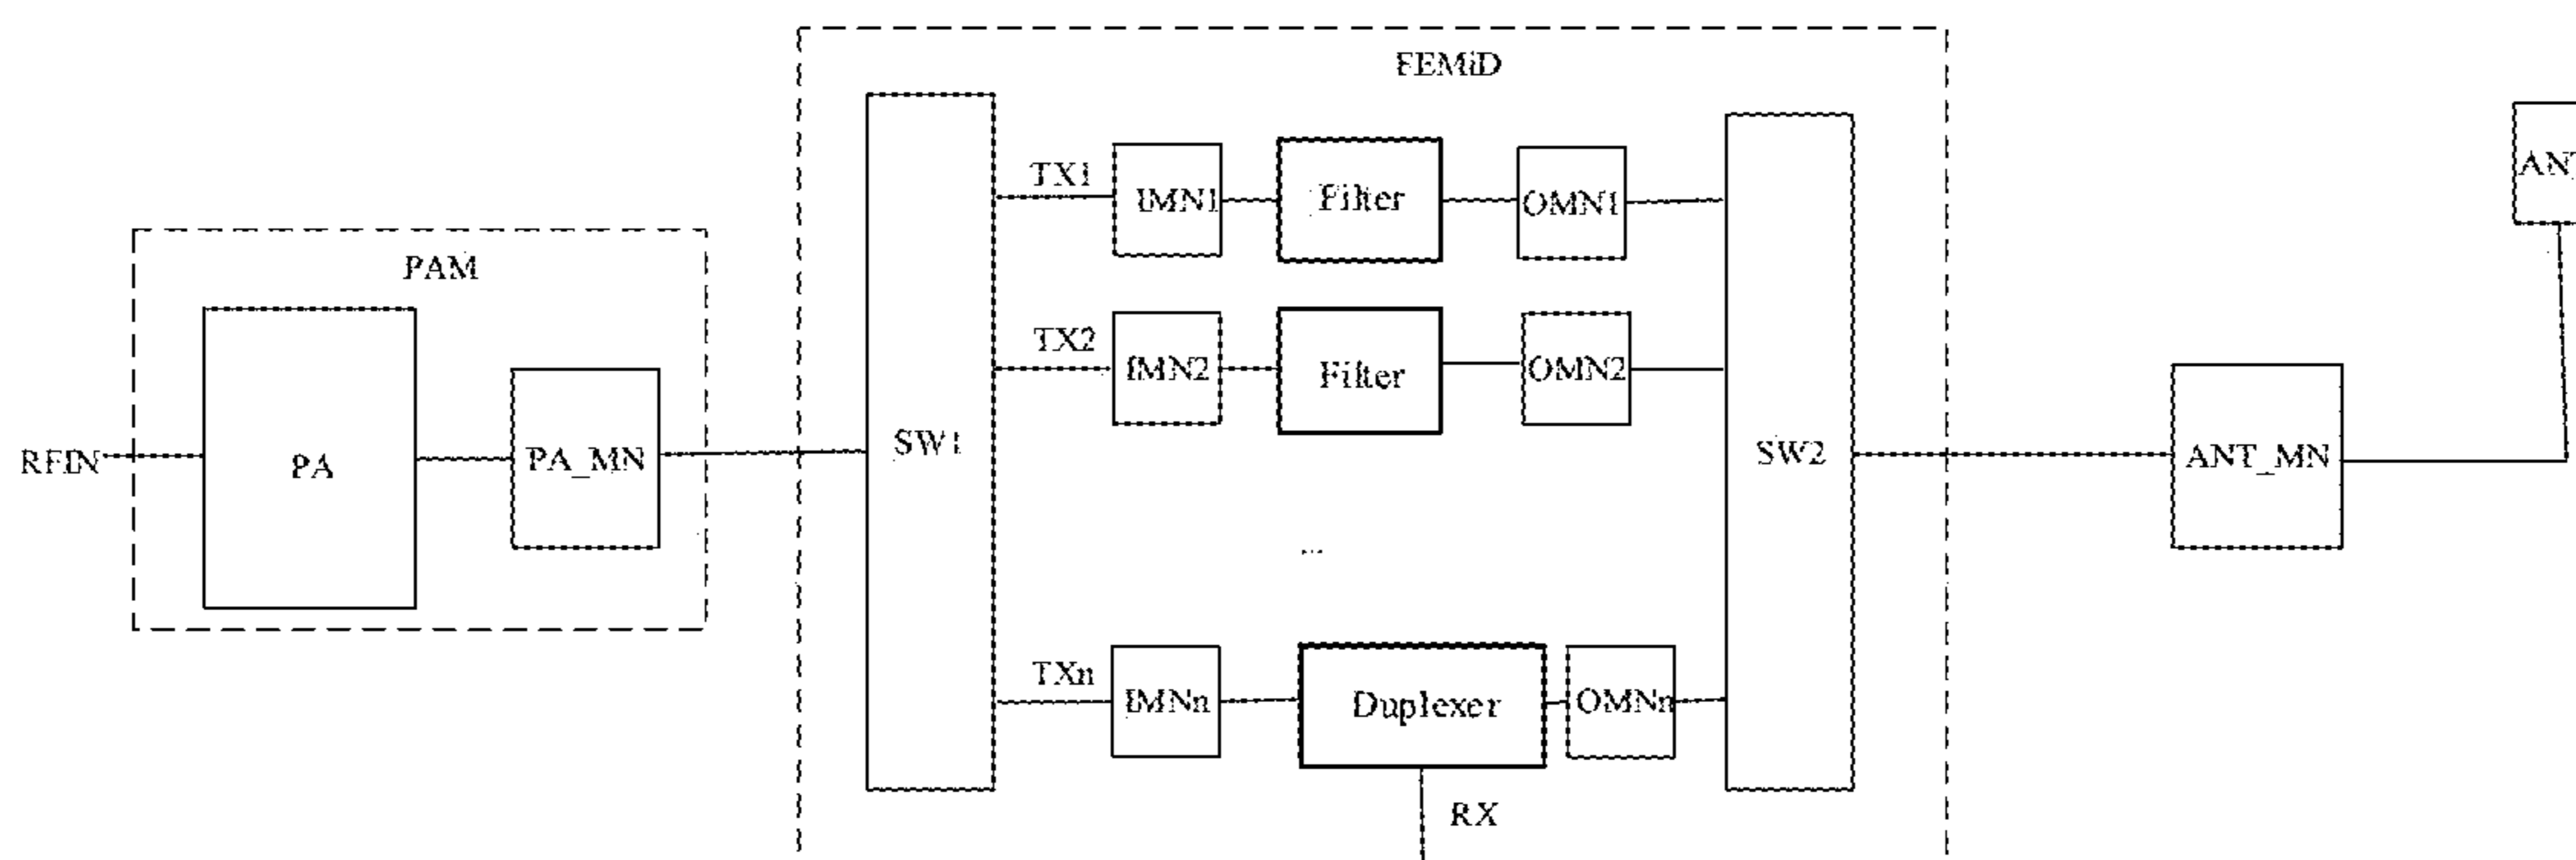 FEMiD
PAM
RFIN
PA
PA_MN
SW1
TX1
IMN1
Filter
OMN1
TX2
IMN2
Filter
OMN2
...
TXn
IMNn
Duplexer
OMNn
RX
SW2
ANT_MN
ANT